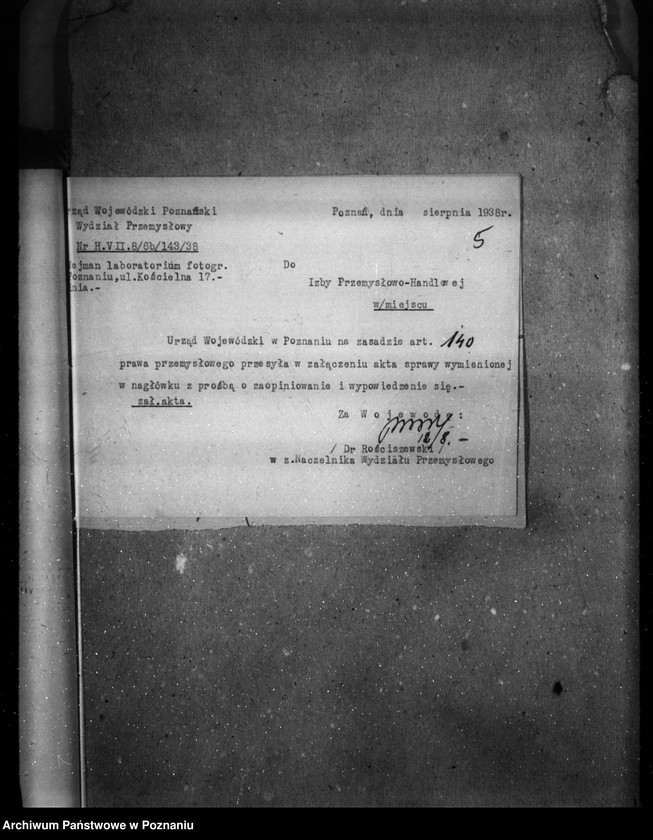 rząd Wojewódzki Poznański
Wydział Przemysłowy
Nr H.VII.8/6b/143/38
Poznań, dnia sierpnia 1938r.
5
ejman laboratorium fotogr.
Poznaniu,ul.Kościelna 17.-
nia.-
Do
Izby Przemysłowo-Handlowej
w/miejscu
Urząd Wojewódzki w Poznaniu na zasadzie art. 140
prawa przemysłowego przesyła w załączeniu akta sprawy wymienionej
w nagłówku z prośbą o zaopiniowanie i wypowiedzenie się.-
zał.akta.
Za Wojewodę:
12/8.-
/ Dr Rościszewski
w z.Naczelnika Wydziału Przemysłowego
Archiwum Państwowe w Poznaniu